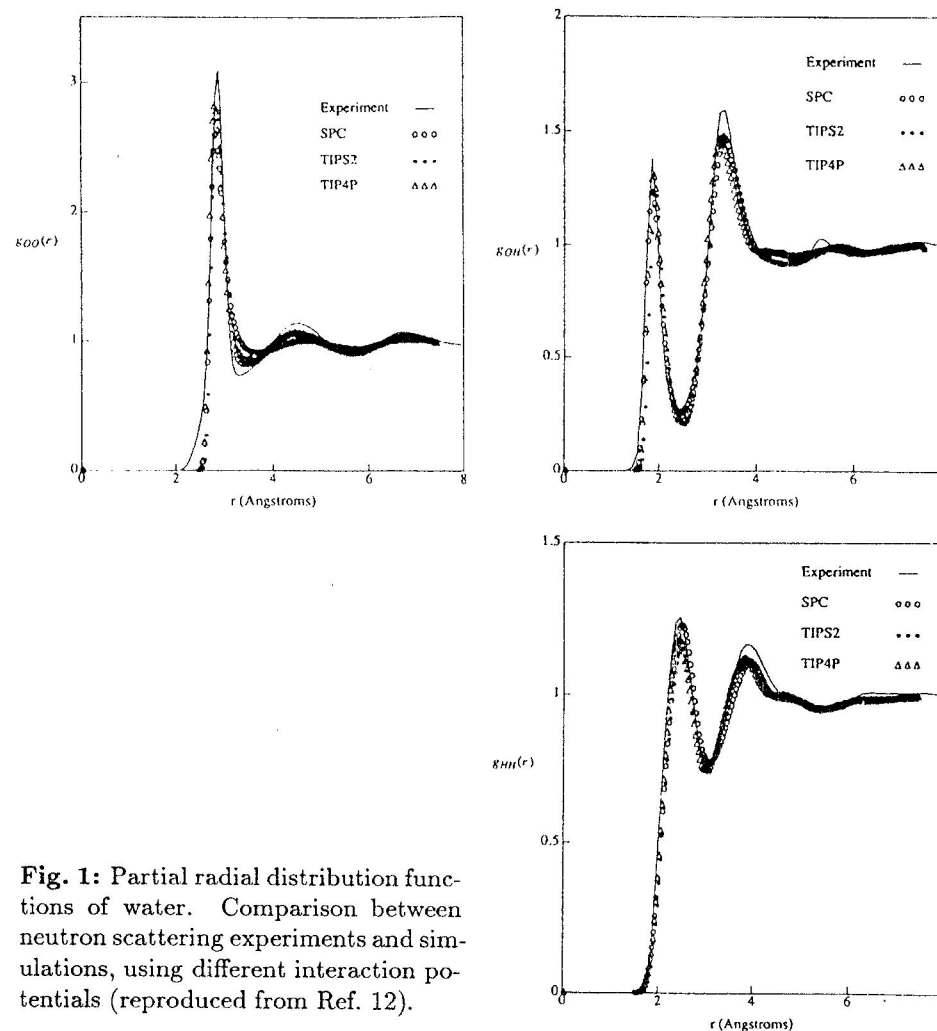 3
2
1
0
g_OO(r)
Experiment —
SPC ○○○
TIPS2 •••
TIP4P △△△
2
4
6
8
r (Angstroms)
2
1.5
1
0.5
0
g_OH(r)
Experiment —
SPC ○○○
TIPS2 •••
TIP4P △△△
2
4
6
r (Angstroms)
1.5
1
0.5
0
g_HH(r)
Experiment —
SPC ○○○
TIPS2 •••
TIP4P △△△
2
4
6
r (Angstroms)
Fig. 1: Partial radial distribution func-
tions of water. Comparison between
neutron scattering experiments and sim-
ulations, using different interaction po-
tentials (reproduced from Ref. 12).